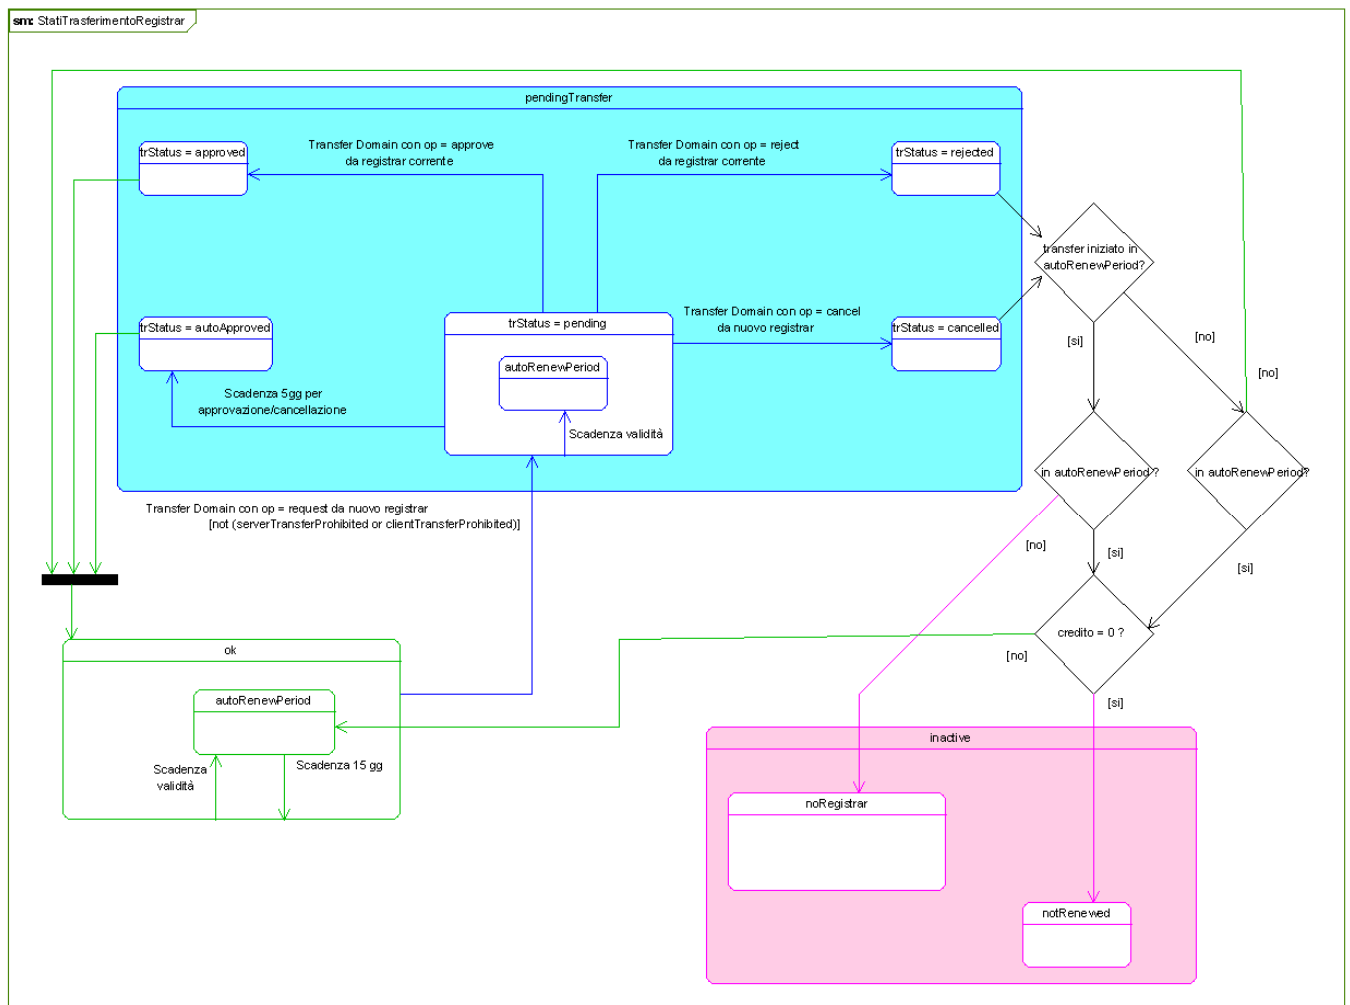 sm: StatiTrasferimentoRegistrar
pendingTransfer
trStatus = approved
Transfer Domain con op = approve
da registrar corrente
Transfer Domain con op = reject
da registrar corrente
trStatus = rejected
transfer iniziato in
autoRenewPeriod?
trStatus = autoApproved
trStatus = pending
Transfer Domain con op = cancel
da nuovo registrar
trStatus = cancelled
[si]
[no]
[no]
autoRenewPeriod
Scadenza 5gg per
approvazione/cancellazione
Scadenza validità
in autoRenewPeriod ?
in autoRenewPeriod?
Transfer Domain con op = request da nuovo registrar
[not (serverTransferProhibited or clientTransferProhibited)]
[no]
[si]
[si]
credito = 0 ?
[no]
[si]
ok
autoRenewPeriod
Scadenza
validità
Scadenza 15 gg
inactive
noRegistrar
notRenewed